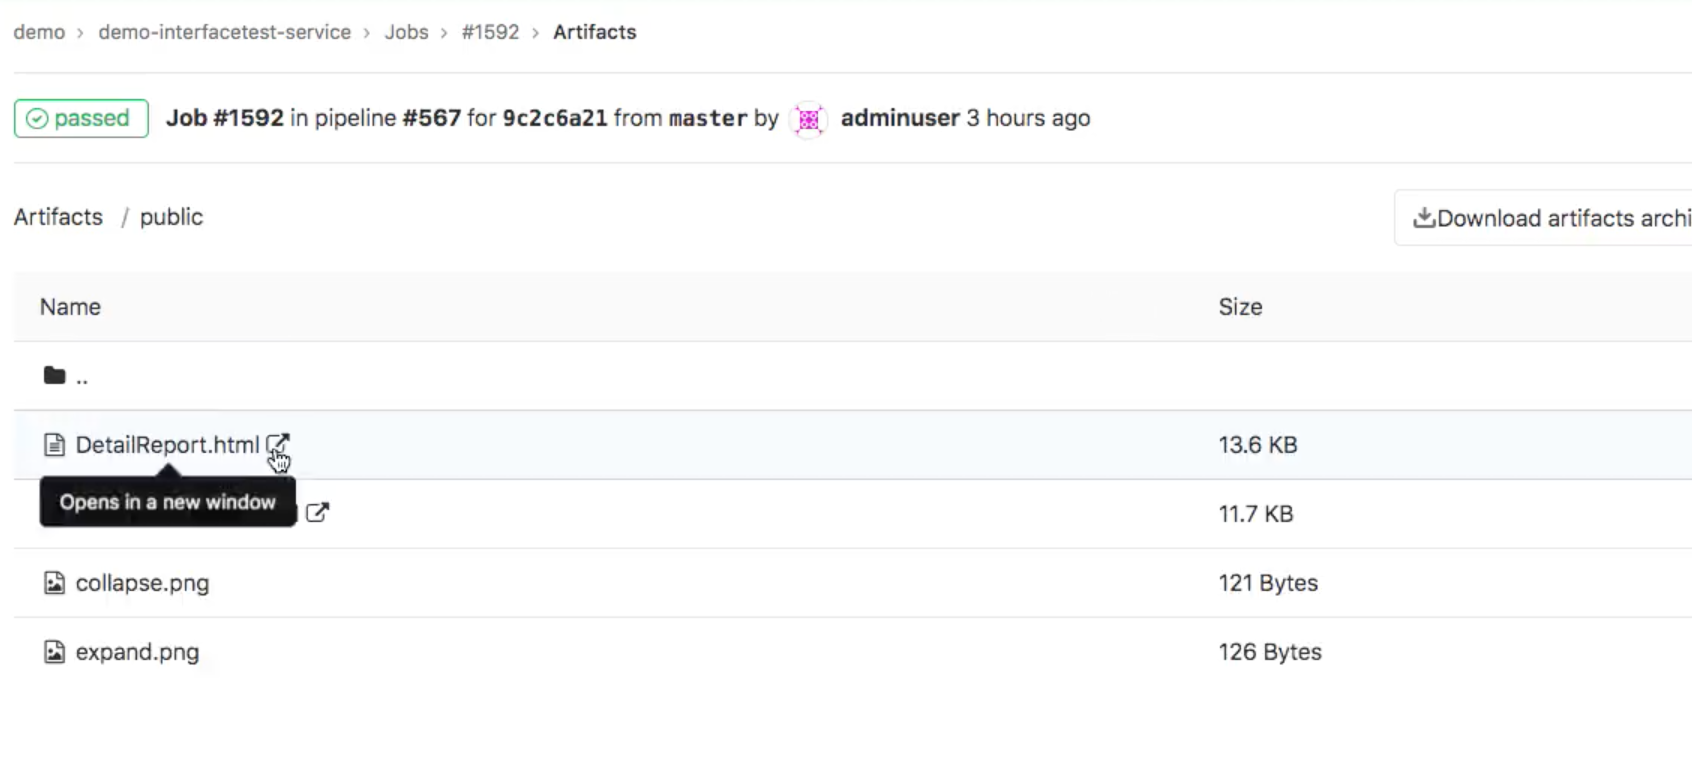 demo › demo-interfacetest-service › Jobs › #1592 › Artifacts
passed Job #1592 in pipeline #567 for 9c2c6a21 from master by adminuser 3 hours ago
Artifacts / public
Download artifacts archi
Name Size
..
DetailReport.html 13.6 KB
Opens in a new window
11.7 KB
collapse.png 121 Bytes
expand.png 126 Bytes